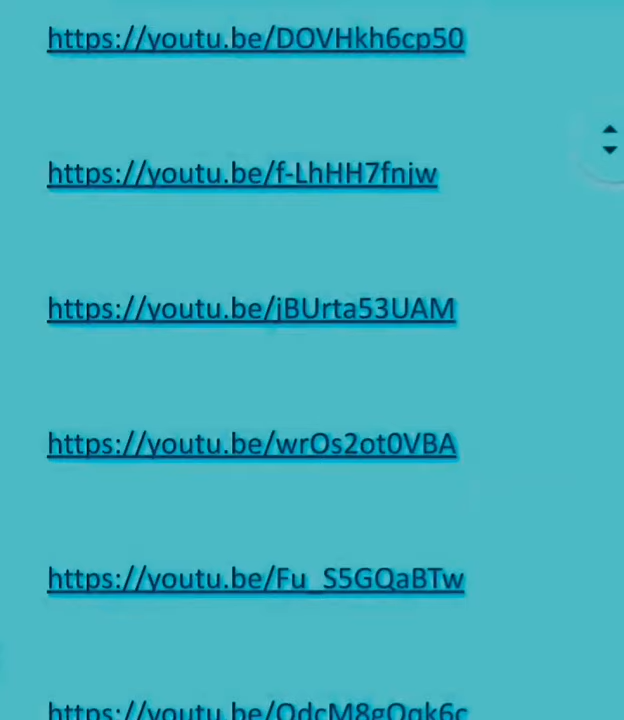 https://youtu.be/DOVHkh6cp50
https://youtu.be/f-LhHH7fnjw
https://youtu.be/jBUrta53UAM
https://youtu.be/wrOs2ot0VBA
https://youtu.be/Fu_S5GQaBTw